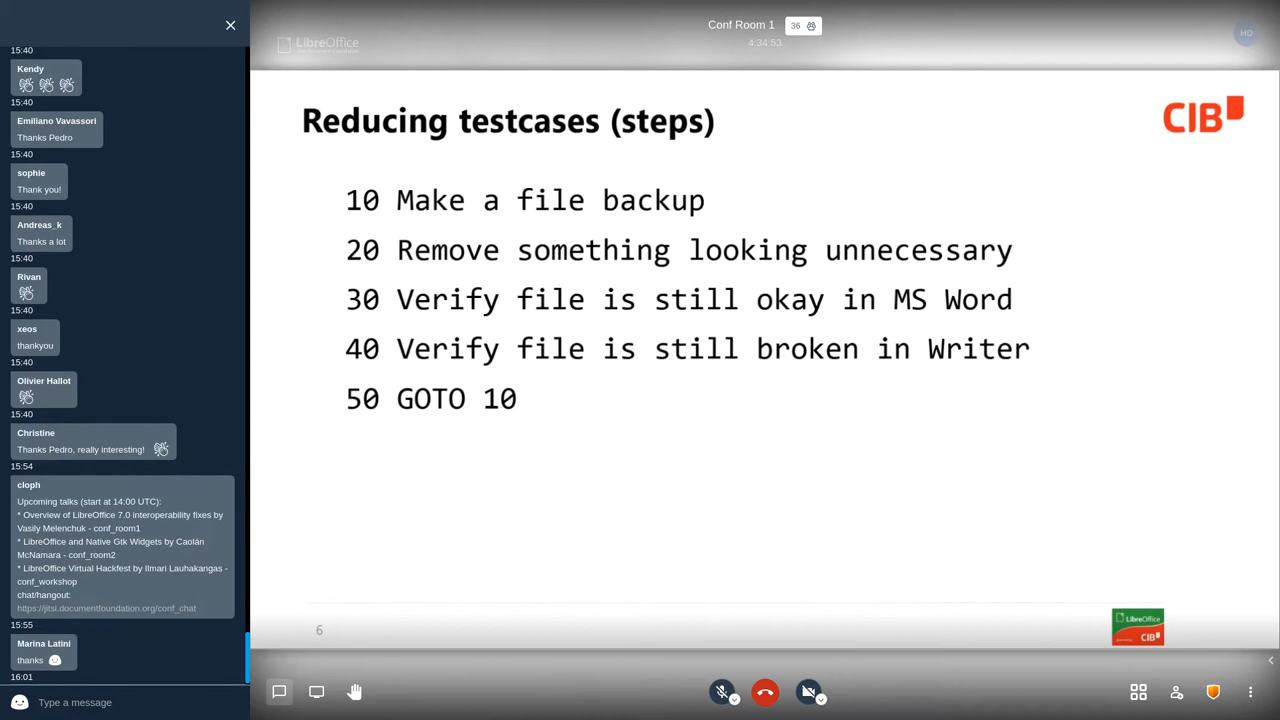 15:40
Kendy
15:40
Emiliano Vavassori
Thanks Pedro
15:40
sophie
Thank you!
15:40
Andreas_k
Thanks a lot
15:40
Rivan
15:40
xeos
thankyou
15:40
Olivier Hallot
15:40
Christine
Thanks Pedro, really interesting!
15:54
cloph
Upcoming talks (start at 14:00 UTC):
* Overview of LibreOffice 7.0 interoperability fixes by
Vasily Melenchuk - conf_room1
* LibreOffice and Native Gtk Widgets by Caolán
McNamara - conf_room2
* LibreOffice Virtual Hackfest by Ilmari Lauhakangas -
conf_workshop
chat/hangout:
https://jitsi.documentfoundation.org/conf_chat
15:55
Marina Latini
thanks
16:01
Type a message
LibreOffice
The Document Foundation
Conf Room 1
36
4:34:53
HD
Reducing testcases (steps)
CIB
10 Make a file backup
20 Remove something looking unnecessary
30 Verify file is still okay in MS Word
40 Verify file is still broken in Writer
50 GOTO 10
6
LibreOffice
CIB